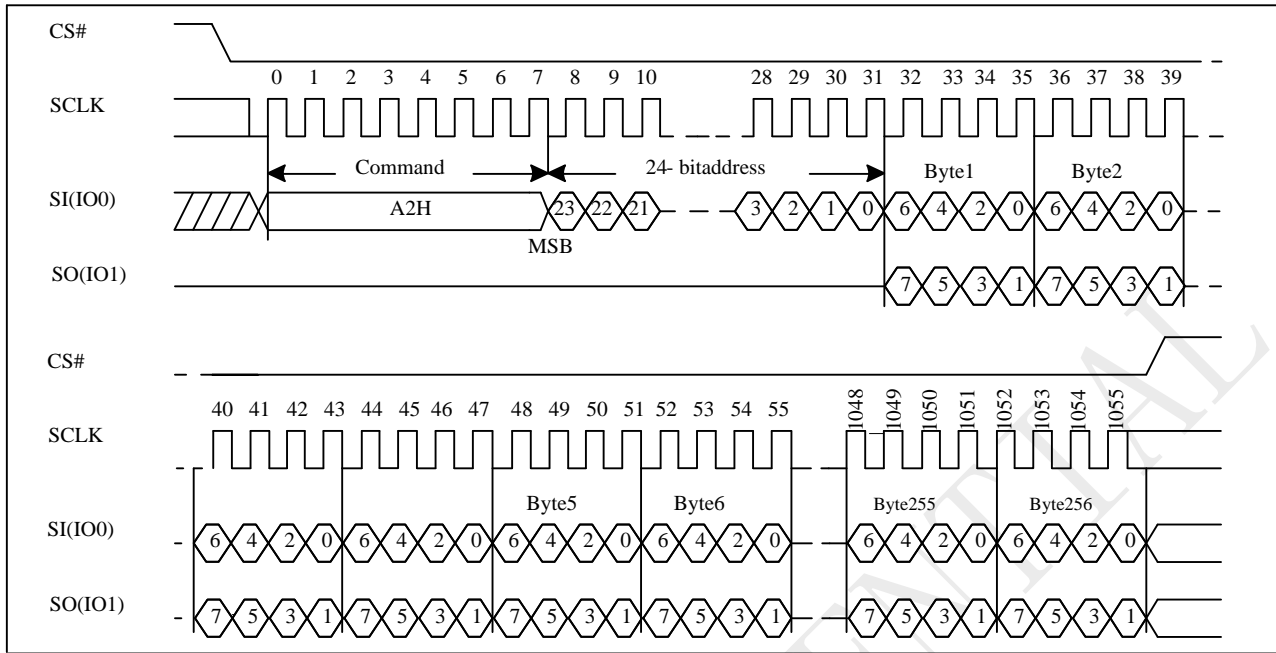 CS#
0 1 2 3 4 5 6 7 8 9 10 28 29 30 31 32 33 34 35 36 37 38 39
SCLK
Command 24- bitaddress Byte1 Byte2
SI(IO0) A2H 23 22 21 3 2 1 0 6 4 2 0 6 4 2 0
MSB
SO(IO1) 7 5 3 1 7 5 3 1
CS#
40 41 42 43 44 45 46 47 48 49 50 51 52 53 54 55 1048 1049 1050 1051 1052 1053 1054 1055
SCLK
Byte5 Byte6 Byte255 Byte256
SI(IO0) 6 4 2 0 6 4 2 0 6 4 2 0 6 4 2 0 6 4 2 0 6 4 2 0
SO(IO1) 7 5 3 1 7 5 3 1 7 5 3 1 7 5 3 1 7 5 3 1 7 5 3 1
ENTIAL